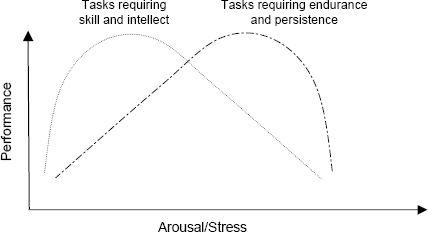 Tasks requiring
skill and intellect
Tasks requiring endurance
and persistence
Performance
Arousal/Stress